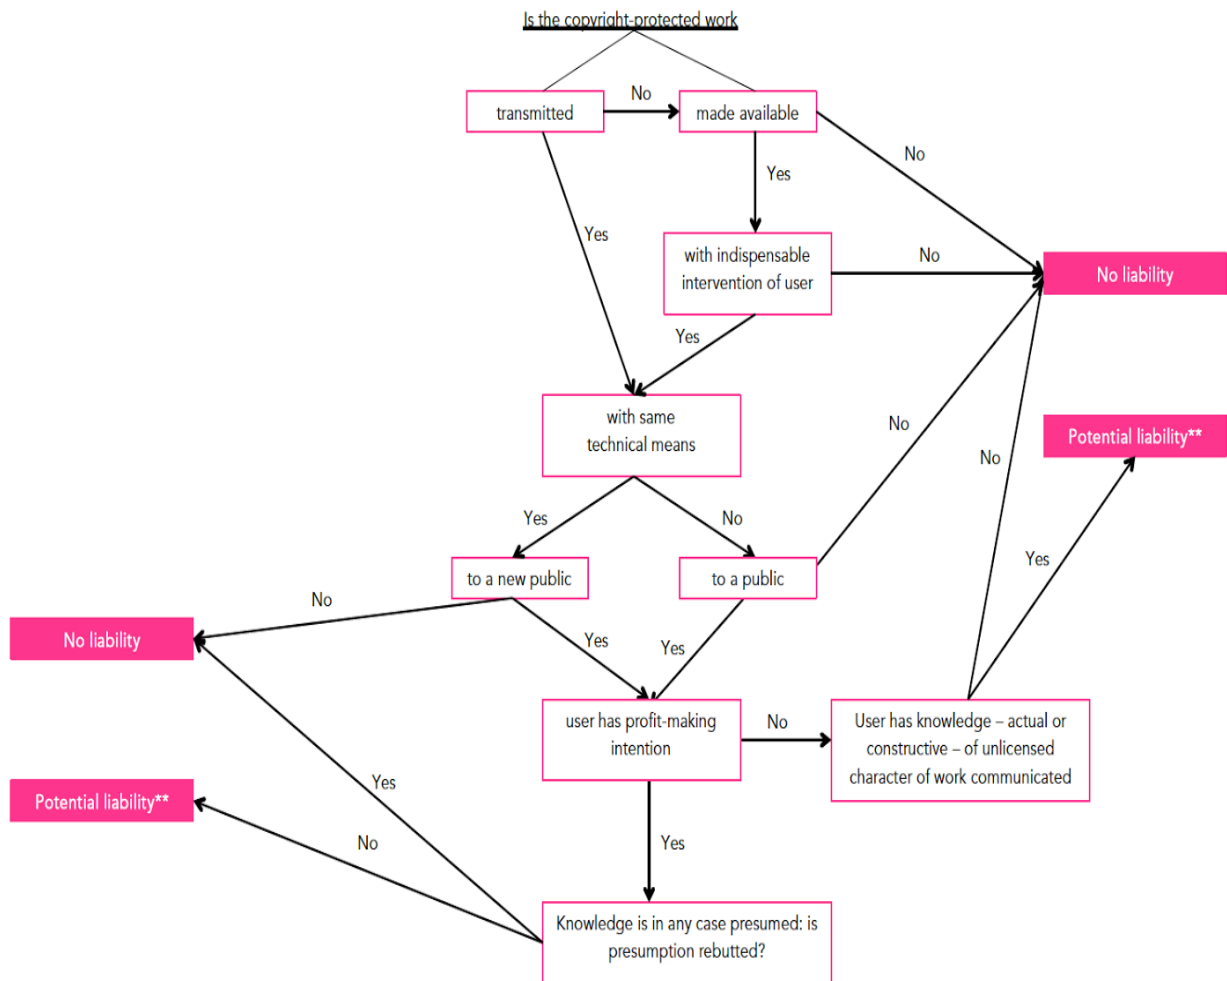 Is the copyright-protected work
transmitted
No
made available
No
Yes
Yes
with indispensable
intervention of user
No
No liability
Yes
with same
technical means
No
Potential liability**
No
Yes
No
Yes
to a new public
to a public
No
No liability
Yes
Yes
user has profit-making
intention
No
User has knowledge – actual or
constructive – of unlicensed
character of work communicated
Yes
Potential liability**
No
Yes
Knowledge is in any case presumed: is
presumption rebutted?